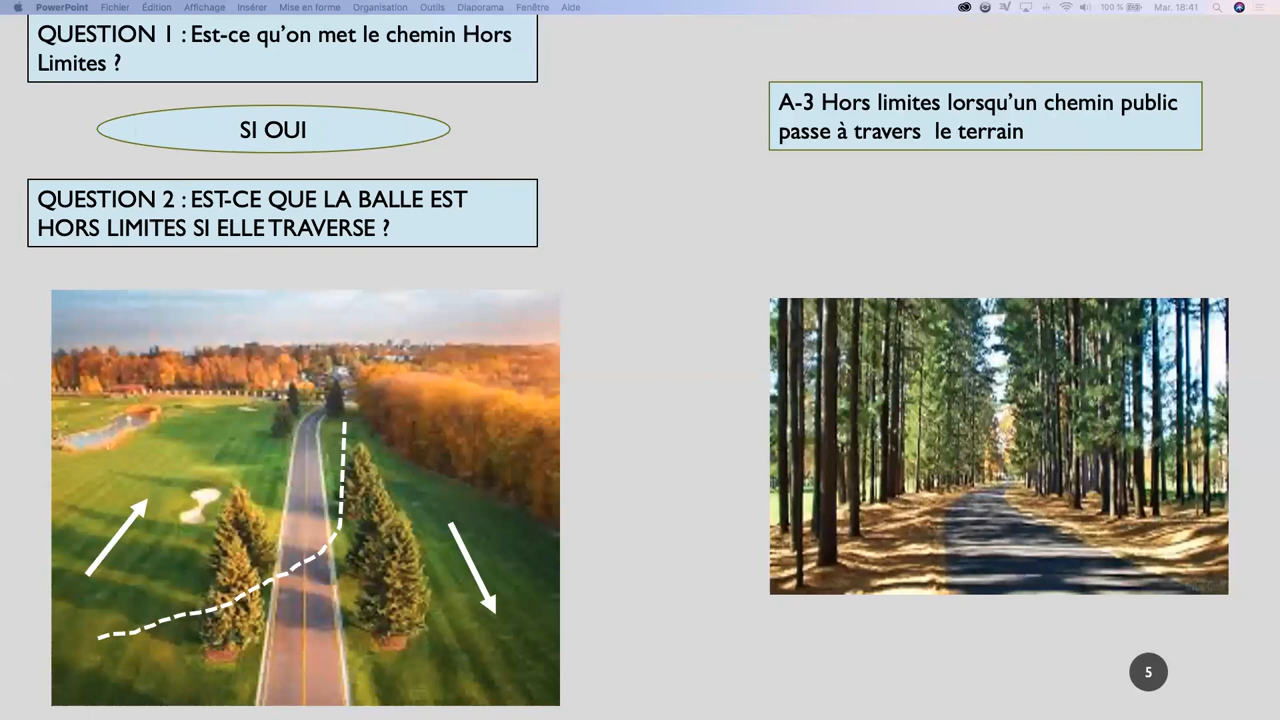 PowerPoint Fichier Édition Affichage Insérer Mise en forme Organisation Outils Diaporama Fenêtre Aide 100 % Mar. 18:41
QUESTION 1 : Est-ce qu’on met le chemin Hors
Limites ?
SI OUI
QUESTION 2 : EST-CE QUE LA BALLE EST
HORS LIMITES SI ELLE TRAVERSE ?
A-3 Hors limites lorsqu’un chemin public
passe à travers le terrain
5